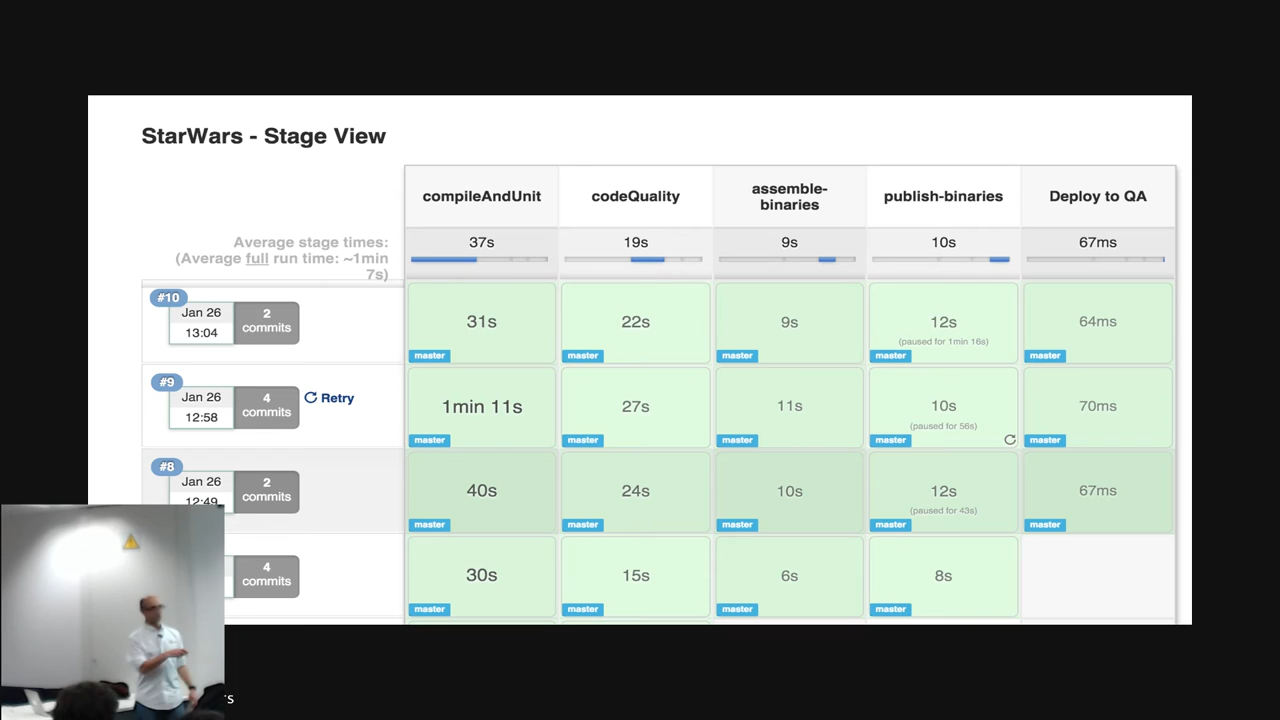 StarWars - Stage View
compileAndUnit
codeQuality
assemble-
binaries
publish-binaries
Deploy to QA
Average stage times:
(Average full run time: ~1min
7s)
37s
19s
9s
10s
67ms
#10
Jan 26
13:04
2
commits
31s
master
22s
master
9s
master
12s
(paused for 1min 16s)
master
64ms
master
#9
Jan 26
12:58
4
commits
Retry
1min 11s
master
27s
master
11s
master
10s
(paused for 56s)
master
70ms
master
#8
Jan 26
12:49
2
commits
40s
master
24s
master
10s
master
12s
(paused for 43s)
master
67ms
master
4
commits
30s
master
15s
master
6s
master
8s
master